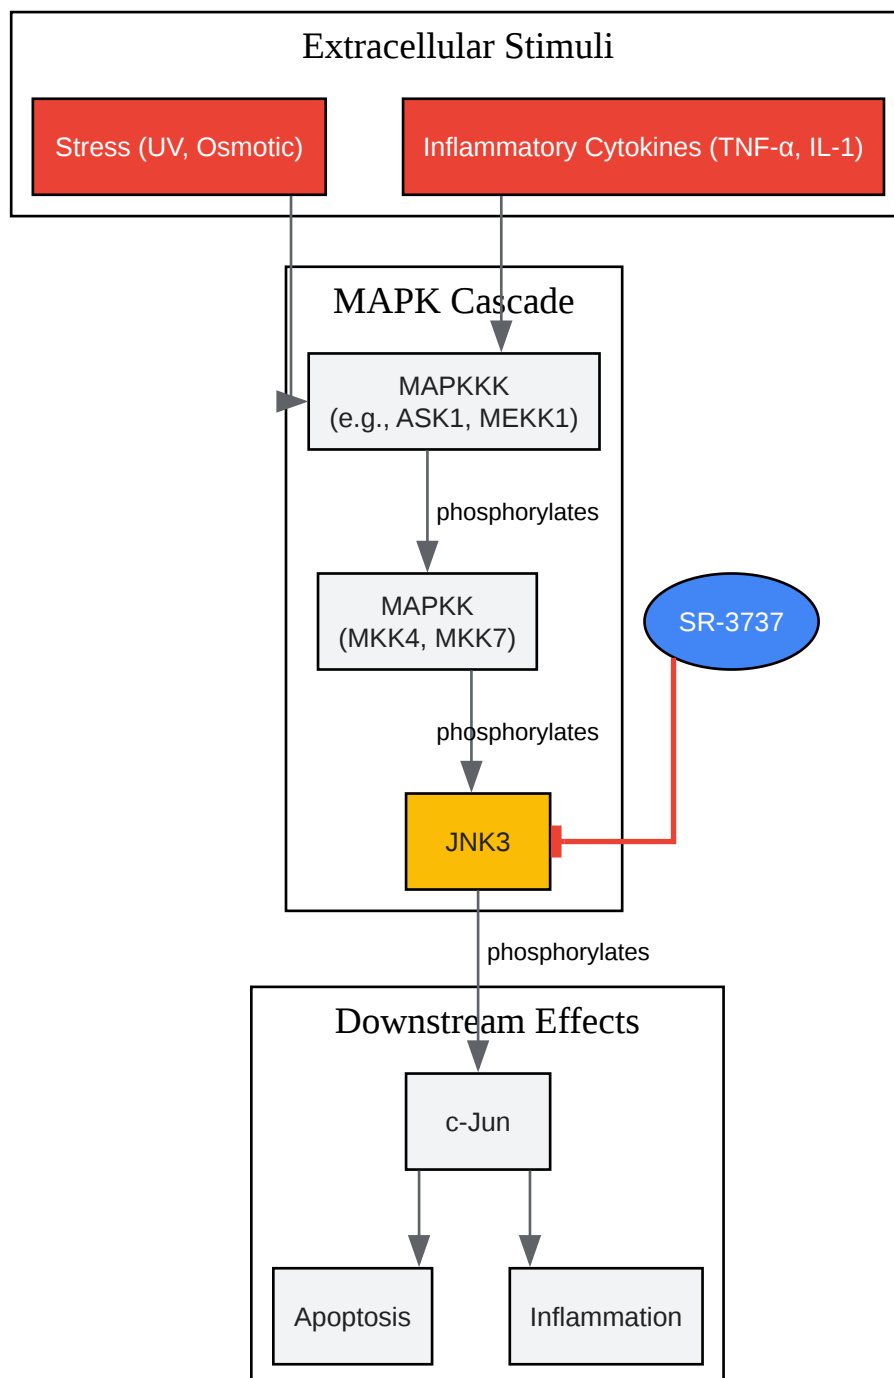 Extracellular Stimuli
Stress (UV, Osmotic)
Inflammatory Cytokines (TNF-α, IL-1)
MAPK Cascade
MAPKKK
(e.g., ASK1, MEKK1)
phosphorylates
MAPKK
(MKK4, MKK7)
SR-3737
phosphorylates
JNK3
phosphorylates
Downstream Effects
c-Jun
Apoptosis
Inflammation